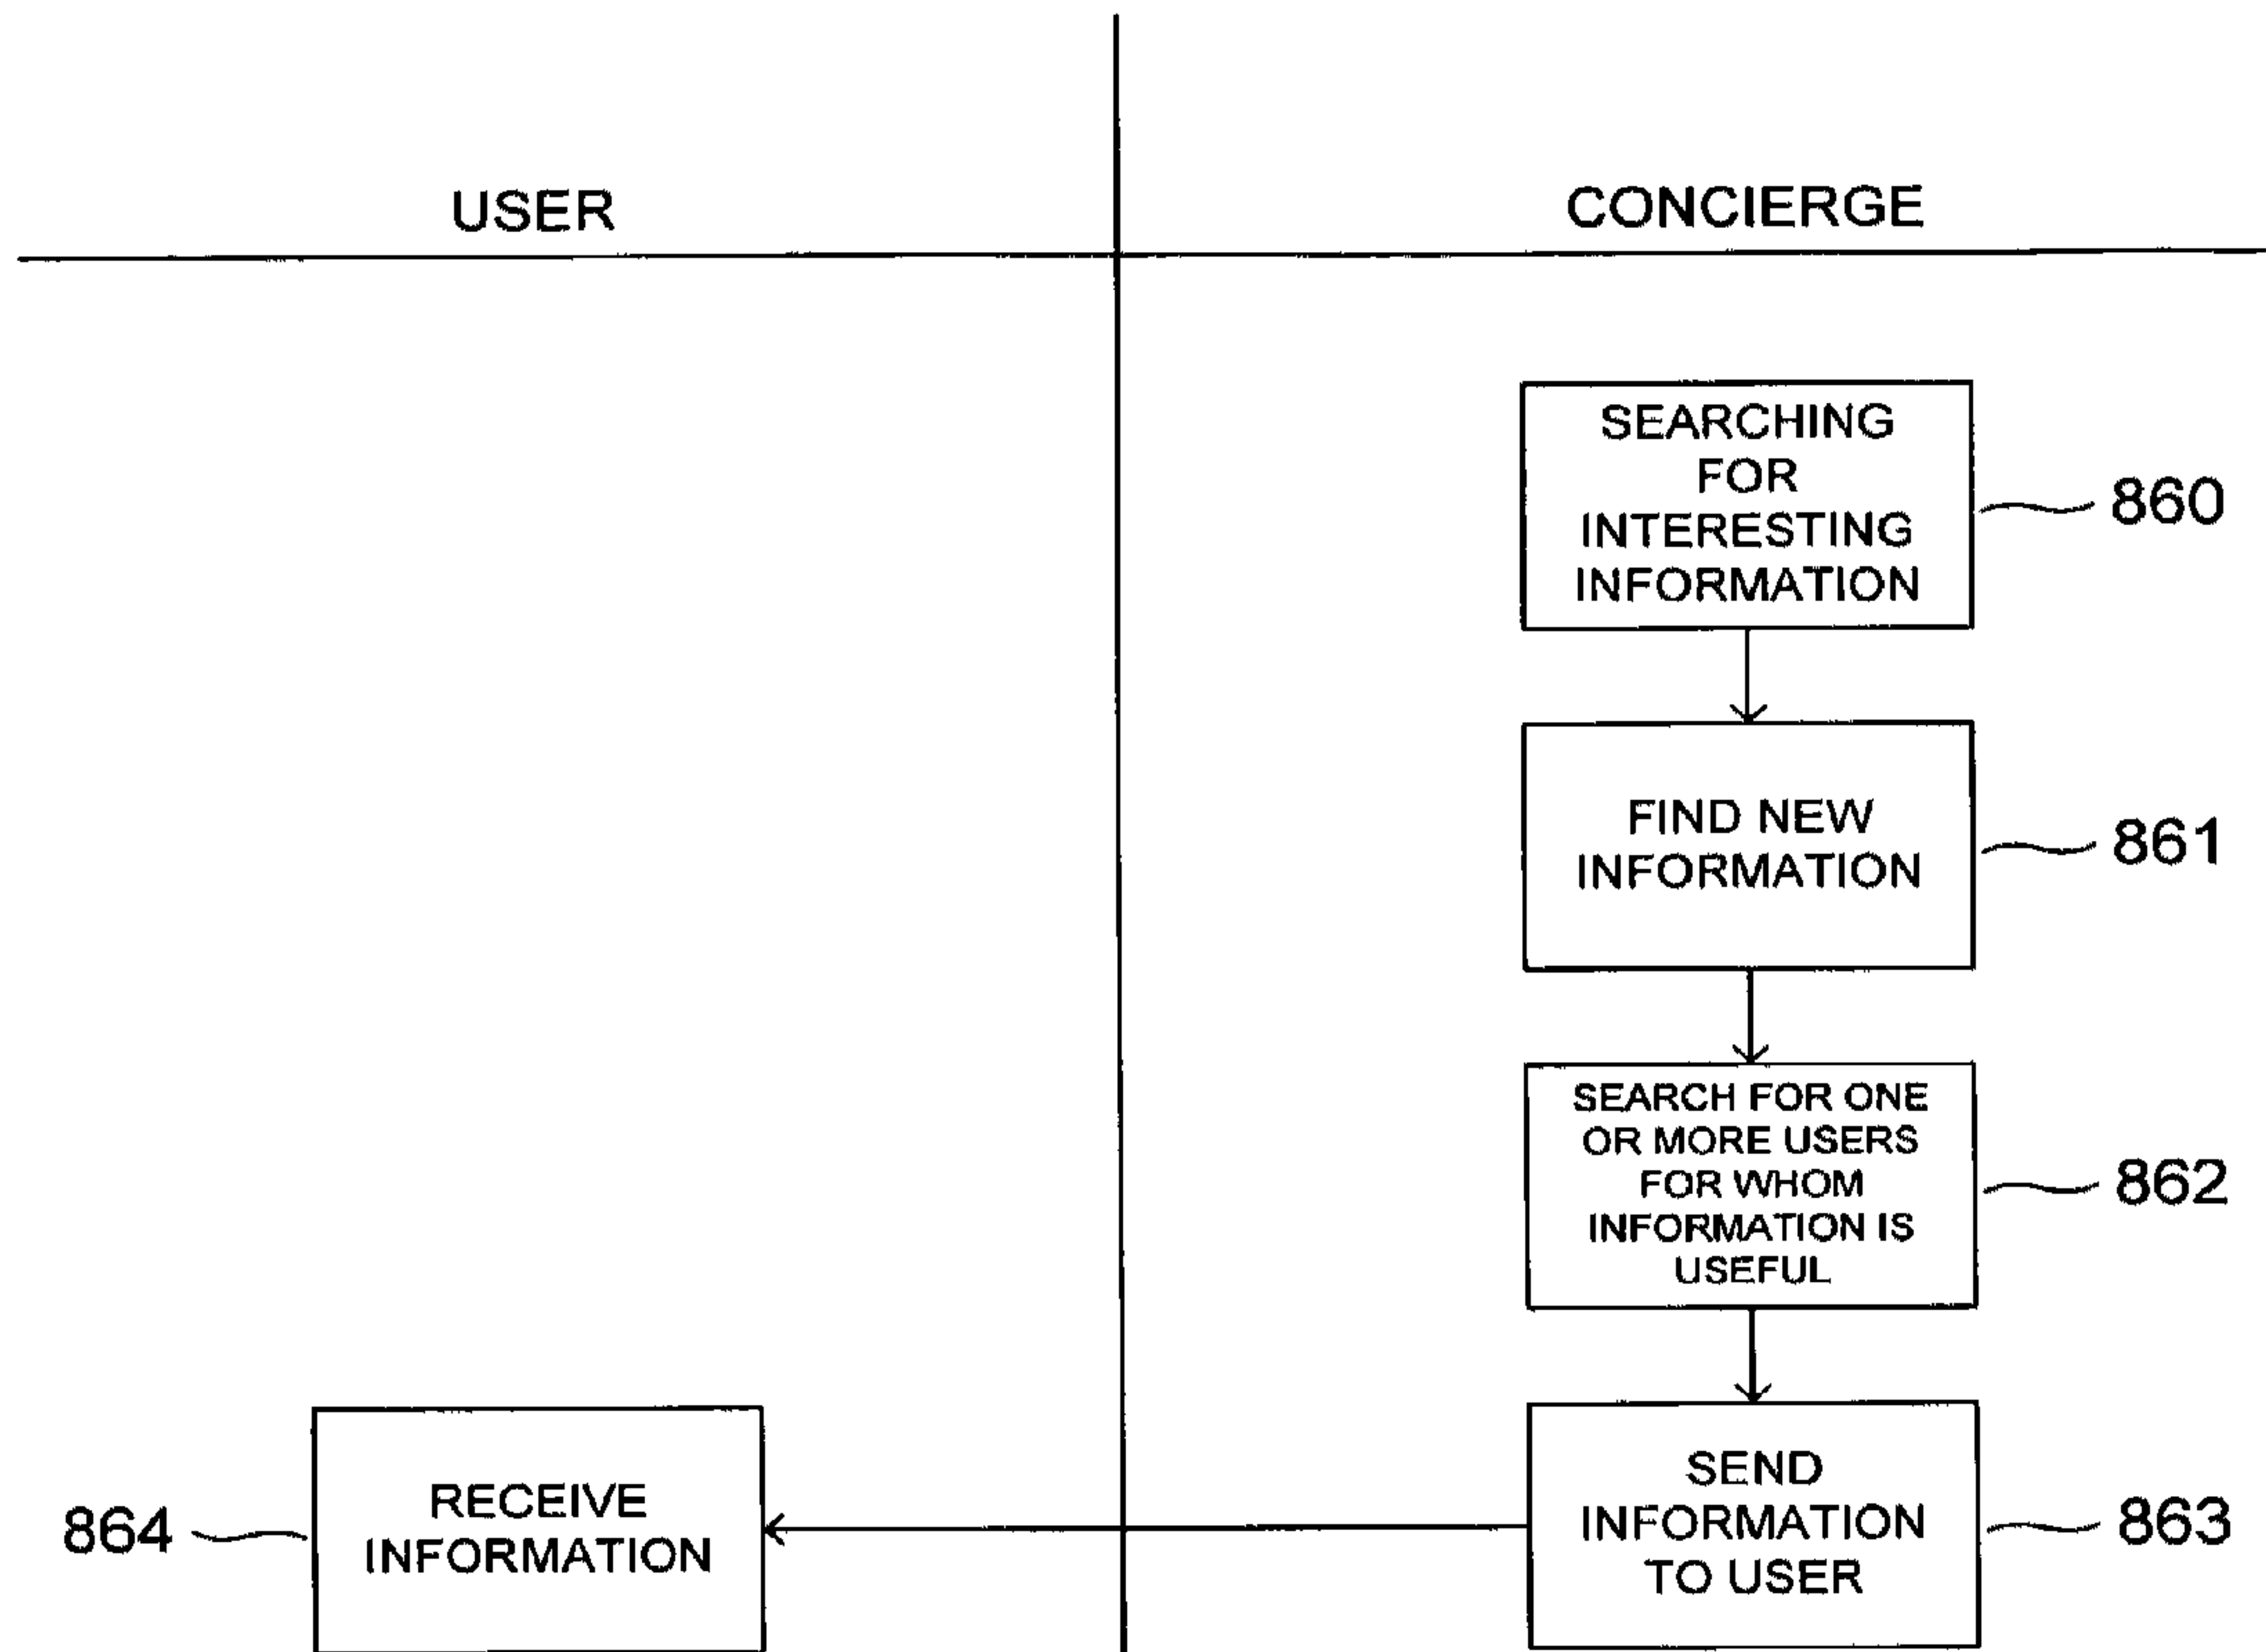 USER
CONCIERGE
SEARCHING
FOR
INTERESTING
INFORMATION
860
FIND NEW
INFORMATION
861
SEARCH FOR ONE
OR MORE USERS
FOR WHOM
INFORMATION IS
USEFUL
862
SEND
INFORMATION
TO USER
863
864
RECEIVE
INFORMATION